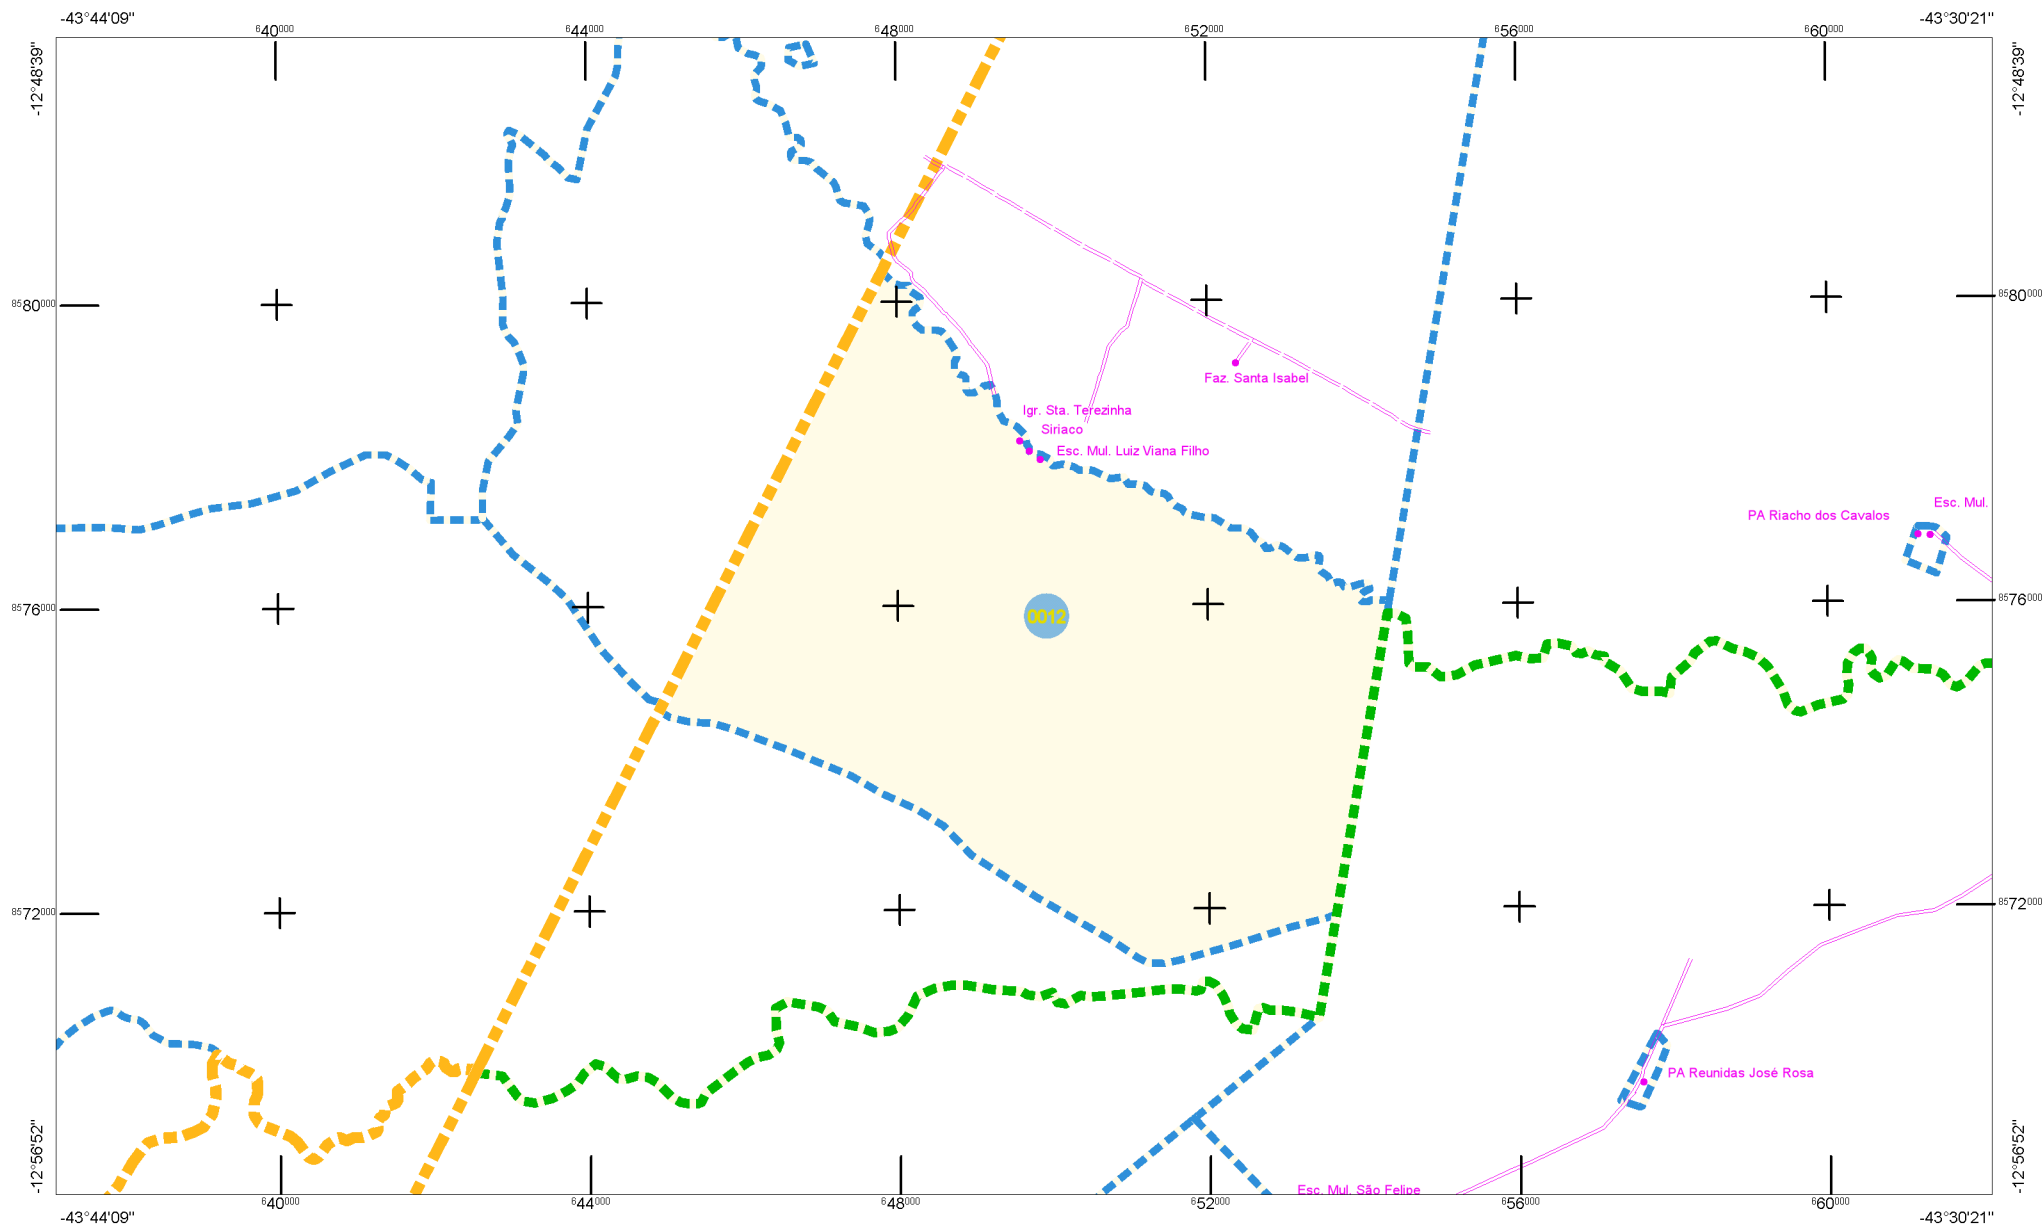 -43°44'09" -43°30'21"
640000 644000 648000 652000 656000 660000
-12°48'39" -12°48'39"
8580000 8580000
Faz. Santa Isabel
Igr. Sta. Terezinha
Siriaco
Esc. Mul. Luiz Viana Filho
Esc. Mul.
PA Riacho dos Cavalos
8576000 8576000
0012
8572000 8572000
PA Reunidas José Rosa
-12°56'52" -12°56'52"
Esc. Mul. São Felipe
640000 644000 648000 652000 656000 660000
-43°44'09" -43°30'21"